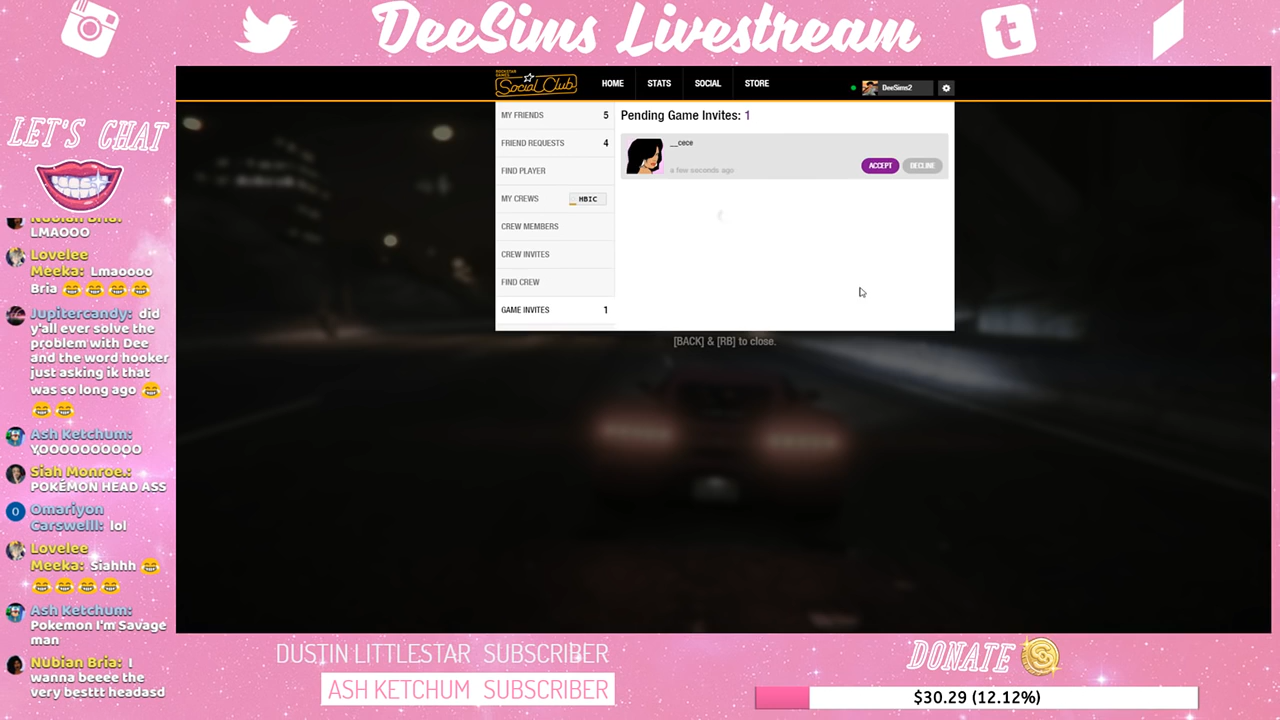 DeeSims Livestream
t
LET'S CHAT
Nubian Bria:
LMAOOO
Lovelee
Meeka: Lmaoooo
Bria 😂 😂 😂 😂
Jupitercandy: did
y'all ever solve the
problem with Dee
and the word hooker
just asking ik that
was so long ago 😂
😂 😂
Ash Ketchum:
YOOOOOOOOOO
Siah Monroe.:
POKÉMON HEAD ASS
O
Omariyon
Carswelll: lol
Lovelee
Meeka: Siahhh 😂
😂 😂 😂 😂
Ash Ketchum:
Pokemon I'm Savage
man
Nubian Bria: I
wanna beeee the
very besttt headasd
ROCKSTAR
GAMES
Social Club
HOME STATS SOCIAL STORE
DeeSims2
MY FRIENDS 5
FRIEND REQUESTS 4
FIND PLAYER
MY CREWS HBIC
CREW MEMBERS
CREW INVITES
FIND CREW
GAME INVITES 1
Pending Game Invites: 1
__cece
a few seconds ago
ACCEPT DECLINE
[BACK] & [RB] to close.
DUSTIN LITTLESTAR SUBSCRIBER
ASH KETCHUM SUBSCRIBER
DONATE S
$30.29 (12.12%)